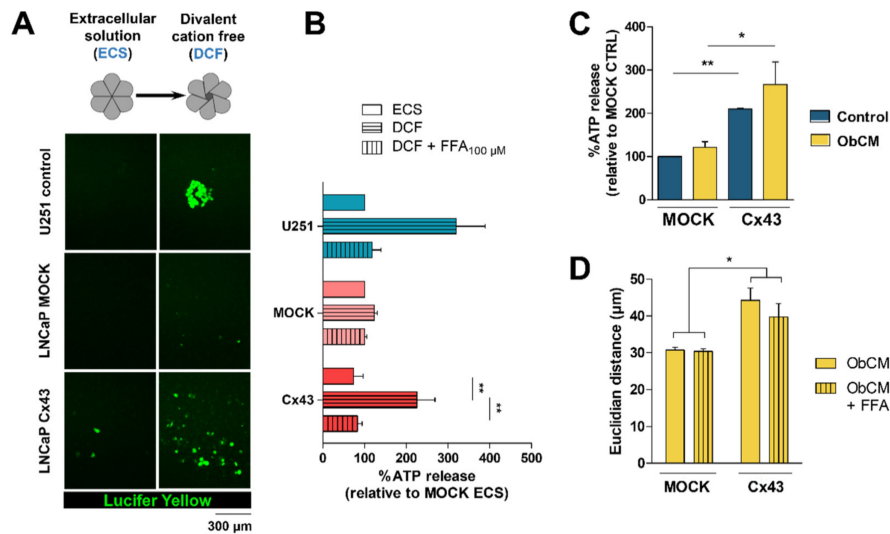 A
Extracellular solution (ECS)
Divalent cation free (DCF)
U251 control
LNCaP MOCK
LNCaP Cx43
Lucifer Yellow
300 µm
B
ECS
DCF
DCF + FFA100 µM
U251
MOCK
Cx43
**
**
0
100
200
300
400
500
%ATP release
(relative to MOCK ECS)
C
%ATP release
(relative to MOCK CTRL)
400
300
200
100
0
**
*
MOCK
Cx43
Control
ObCM
D
Euclidian distance (µm)
50
40
30
20
10
0
*
MOCK
Cx43
ObCM
ObCM
+ FFA